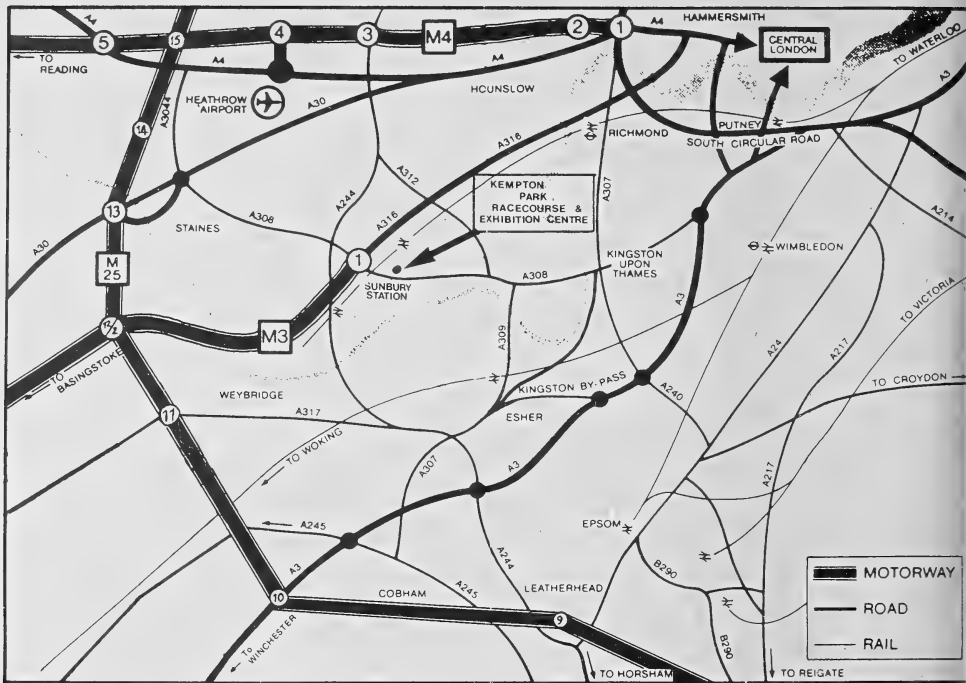 HAMMERSMITH
A4
15
4
3
M4
2
1
A4
CENTRAL
LONDON
5
TO
READING
A4
A4
TO WATERLOO
A3
HEATHROW
AIRPORT
HOUNSLOW
A3044
A30
14
A316
RICHMOND
PUTNEY
SOUTH CIRCULAR ROAD
A312
A307
KEMPTON
PARK
RACECOURSE &
EXHIBITION CENTRE
A244
A316
A214
13
A308
STAINES
A30
WIMBLEDON
KINGSTON
UPON
THAMES
1
A308
M
25
SUNBURY
STATION
A3
TO VICTORIA
M3
A309
12/2
A24
A217
TO
BASINGSTOKE
KINGSTON BY-PASS
A240
TO CROYDON
WEYBRIDGE
11
A317
ESHER
TO WOKING
A307
A3
A217
A245
EPSOM
A3
A244
B290
MOTORWAY
COBHAM
A245
LEATHERHEAD
10
9
ROAD
TO
WINCHESTER
B290
RAIL
TO HORSHAM
TO REIGATE